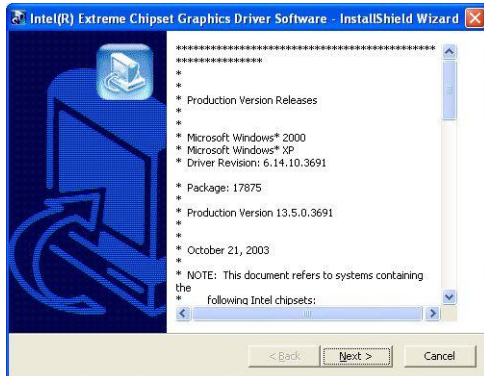 Intel(R) Extreme Chipset Graphics Driver Software - InstallShield Wizard
************************************************
****************
*
*
* Production Version Releases
*
*
* Microsoft Windows* 2000
* Microsoft Windows* XP
* Driver Revision: 6.14.10.3691
*
* Package: 17875
*
* Production Version 13.5.0.3691
*
*
* October 21, 2003
*
* NOTE: This document refers to systems containing
the
* following Intel chipsets:
< Back
Next >
Cancel